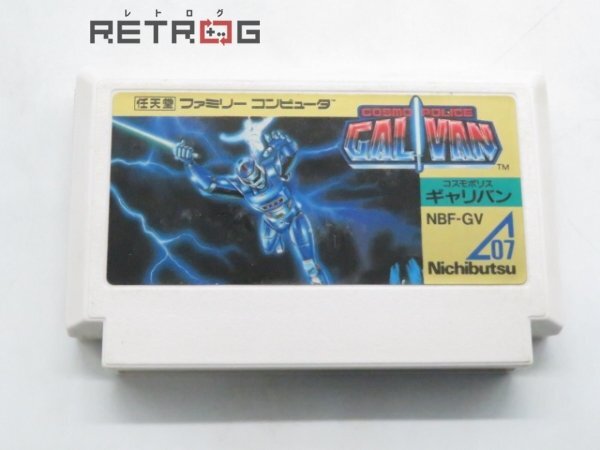 レトログ
RETROG
任天堂 ファミリー コンピュータ™
COSMO POLICE
GALIVAN
™
コスモポリス
ギャリバン
NBF-GV
07
Nichibutsu